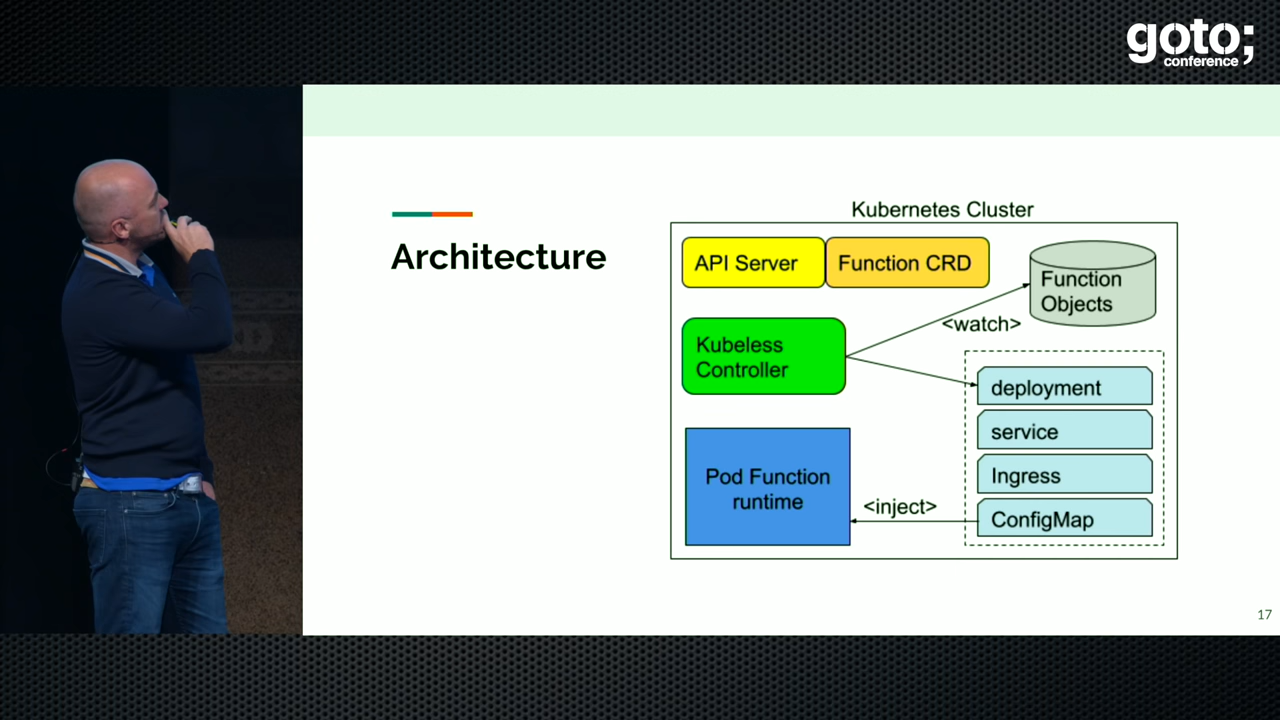 goto;
conference
Architecture
Kubernetes Cluster
API Server
Function CRD
Function
Objects
<watch>
Kubeless
Controller
deployment
service
Ingress
ConfigMap
Pod Function
runtime
<inject>
17